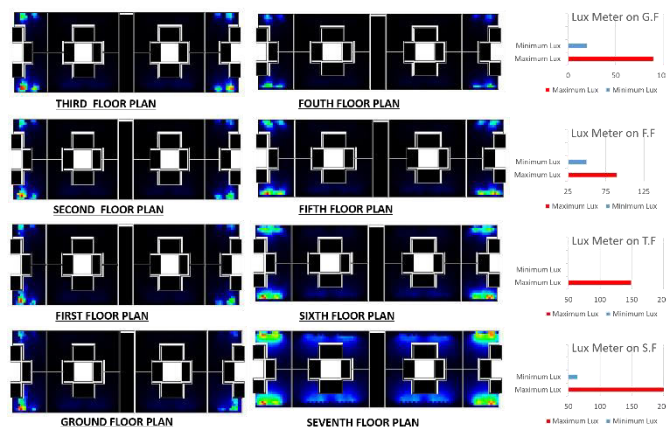 THIRD FLOOR PLAN
FOUTH FLOOR PLAN
SECOND FLOOR PLAN
FIFTH FLOOR PLAN
FIRST FLOOR PLAN
SIXTH FLOOR PLAN
GROUND FLOOR PLAN
SEVENTH FLOOR PLAN
Lux Meter on G.F
Minimum Lux
Maximum Lux
0 50 100
Maximum Lux Minimum Lux
Lux Meter on F.F
Minimum Lux
Maximum Lux
25 75 125
Maximum Lux Minimum Lux
Lux Meter on T.F
Minimum Lux
Maximum Lux
50 100 150 200
Maximum Lux Minimum Lux
Lux Meter on S.F
Minimum Lux
Maximum Lux
50 100 150 200
Maximum Lux Minimum Lux